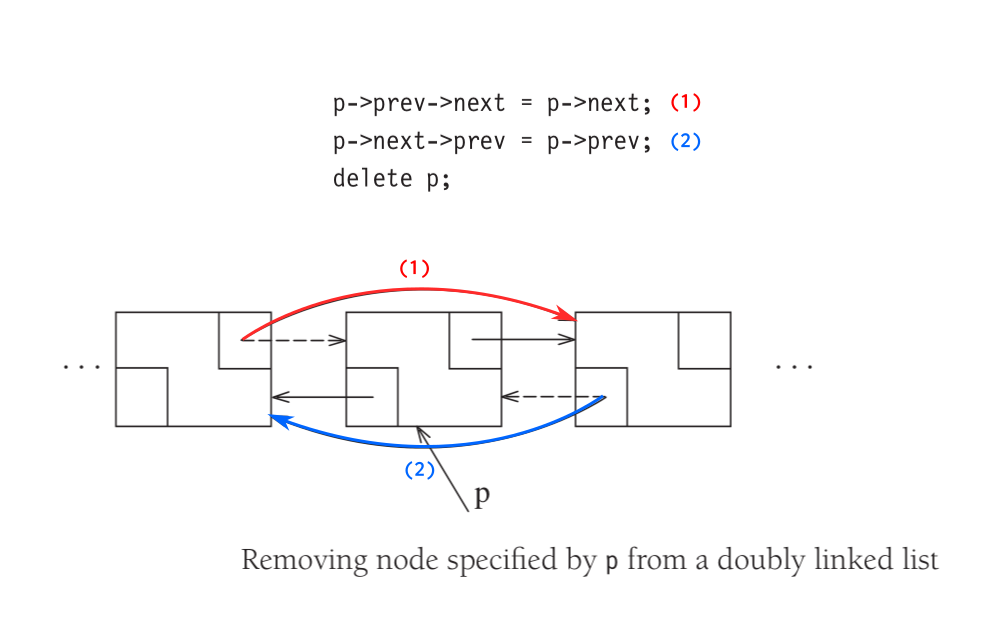 p->prev->next = p->next; (1)
p->next->prev = p->prev; (2)
delete p;
(1)
... ...
(2)
p
Removing node specified by p from a doubly linked list